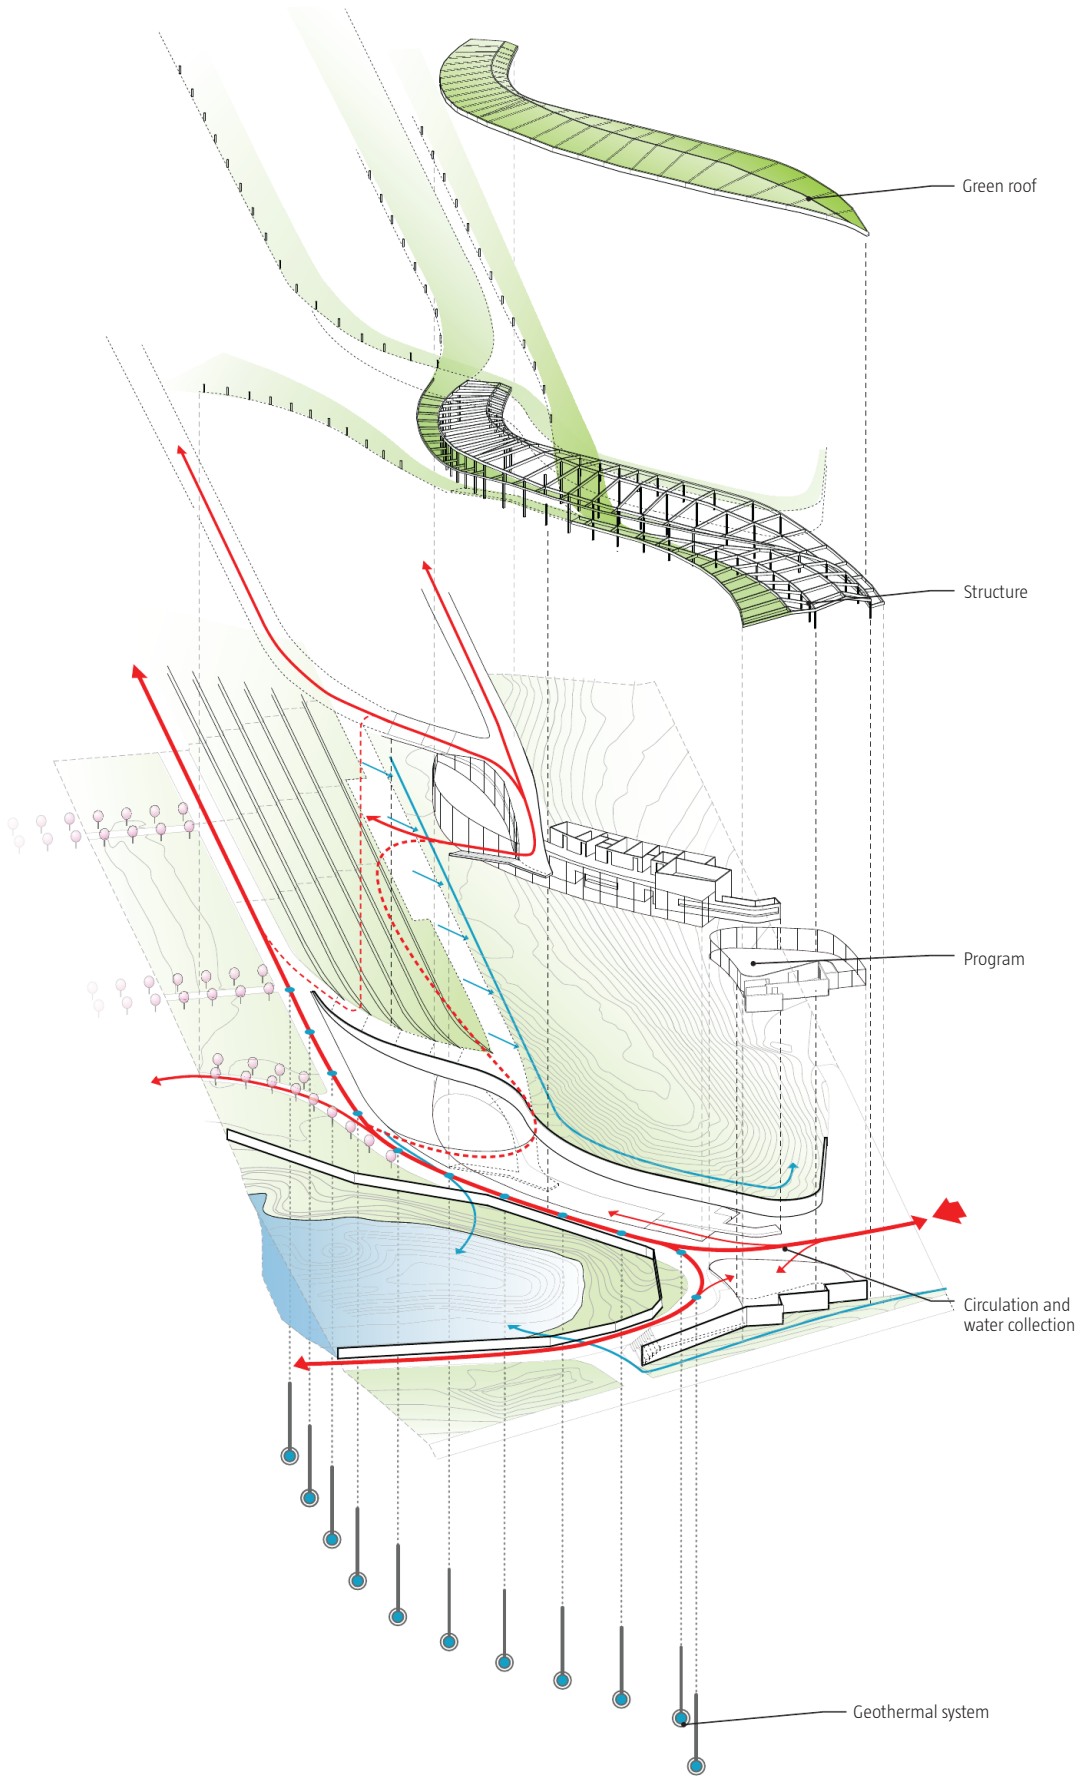 Green roof
Structure
Program
Circulation and
water collection
Geothermal system